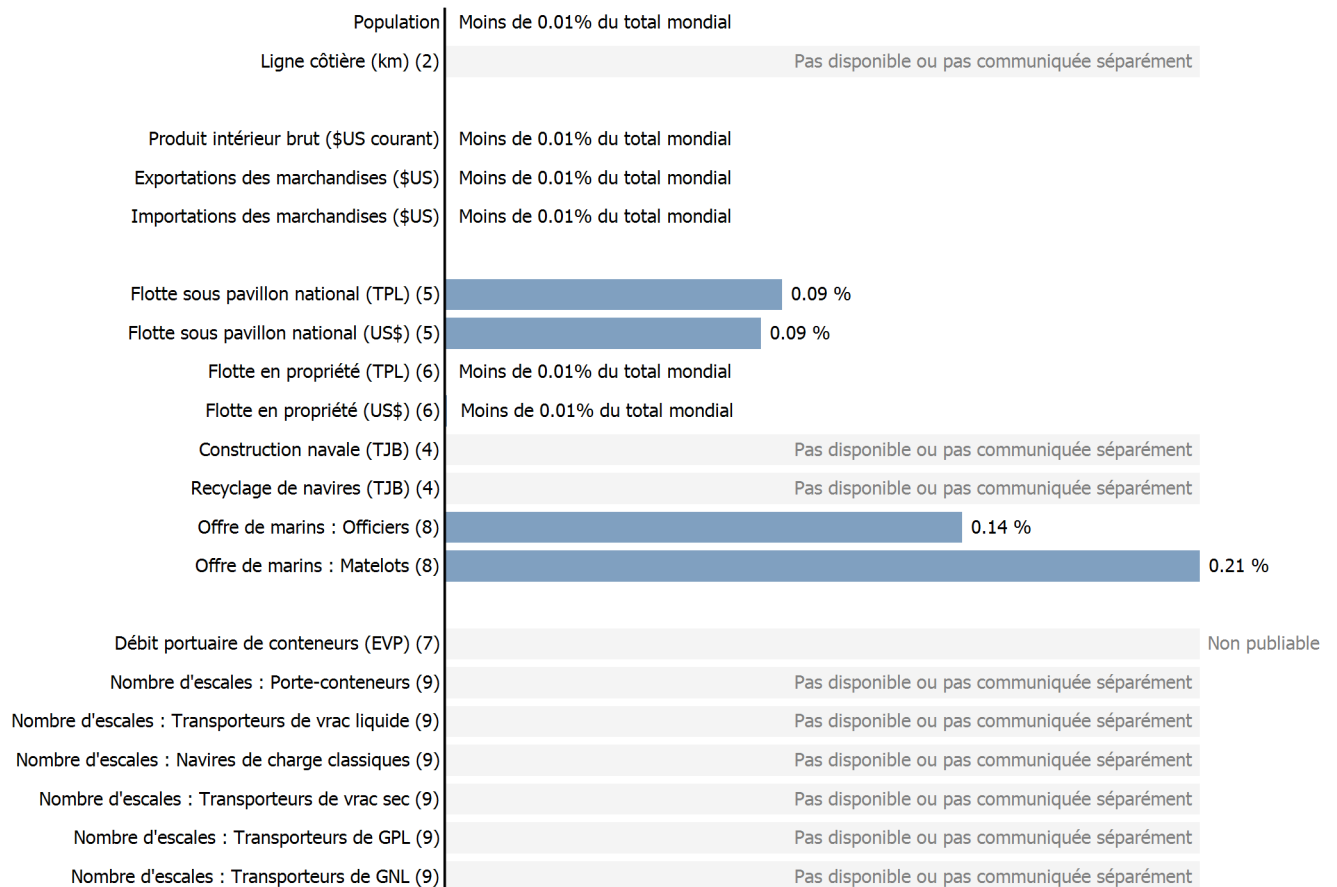 Population Moins de 0.01% du total mondial
Ligne côtière (km) (2) Pas disponible ou pas communiquée séparément
Produit intérieur brut ($US courant) Moins de 0.01% du total mondial
Exportations des marchandises ($US) Moins de 0.01% du total mondial
Importations des marchandises ($US) Moins de 0.01% du total mondial
Flotte sous pavillon national (TPL) (5) 0.09 %
Flotte sous pavillon national (US$) (5) 0.09 %
Flotte en propriété (TPL) (6) Moins de 0.01% du total mondial
Flotte en propriété (US$) (6) Moins de 0.01% du total mondial
Construction navale (TJB) (4) Pas disponible ou pas communiquée séparément
Recyclage de navires (TJB) (4) Pas disponible ou pas communiquée séparément
Offre de marins : Officiers (8) 0.14 %
Offre de marins : Matelots (8) 0.21 %
Débit portuaire de conteneurs (EVP) (7) Non publiable
Nombre d'escales : Porte-conteneurs (9) Pas disponible ou pas communiquée séparément
Nombre d'escales : Transporteurs de vrac liquide (9) Pas disponible ou pas communiquée séparément
Nombre d'escales : Navires de charge classiques (9) Pas disponible ou pas communiquée séparément
Nombre d'escales : Transporteurs de vrac sec (9) Pas disponible ou pas communiquée séparément
Nombre d'escales : Transporteurs de GPL (9) Pas disponible ou pas communiquée séparément
Nombre d'escales : Transporteurs de GNL (9) Pas disponible ou pas communiquée séparément